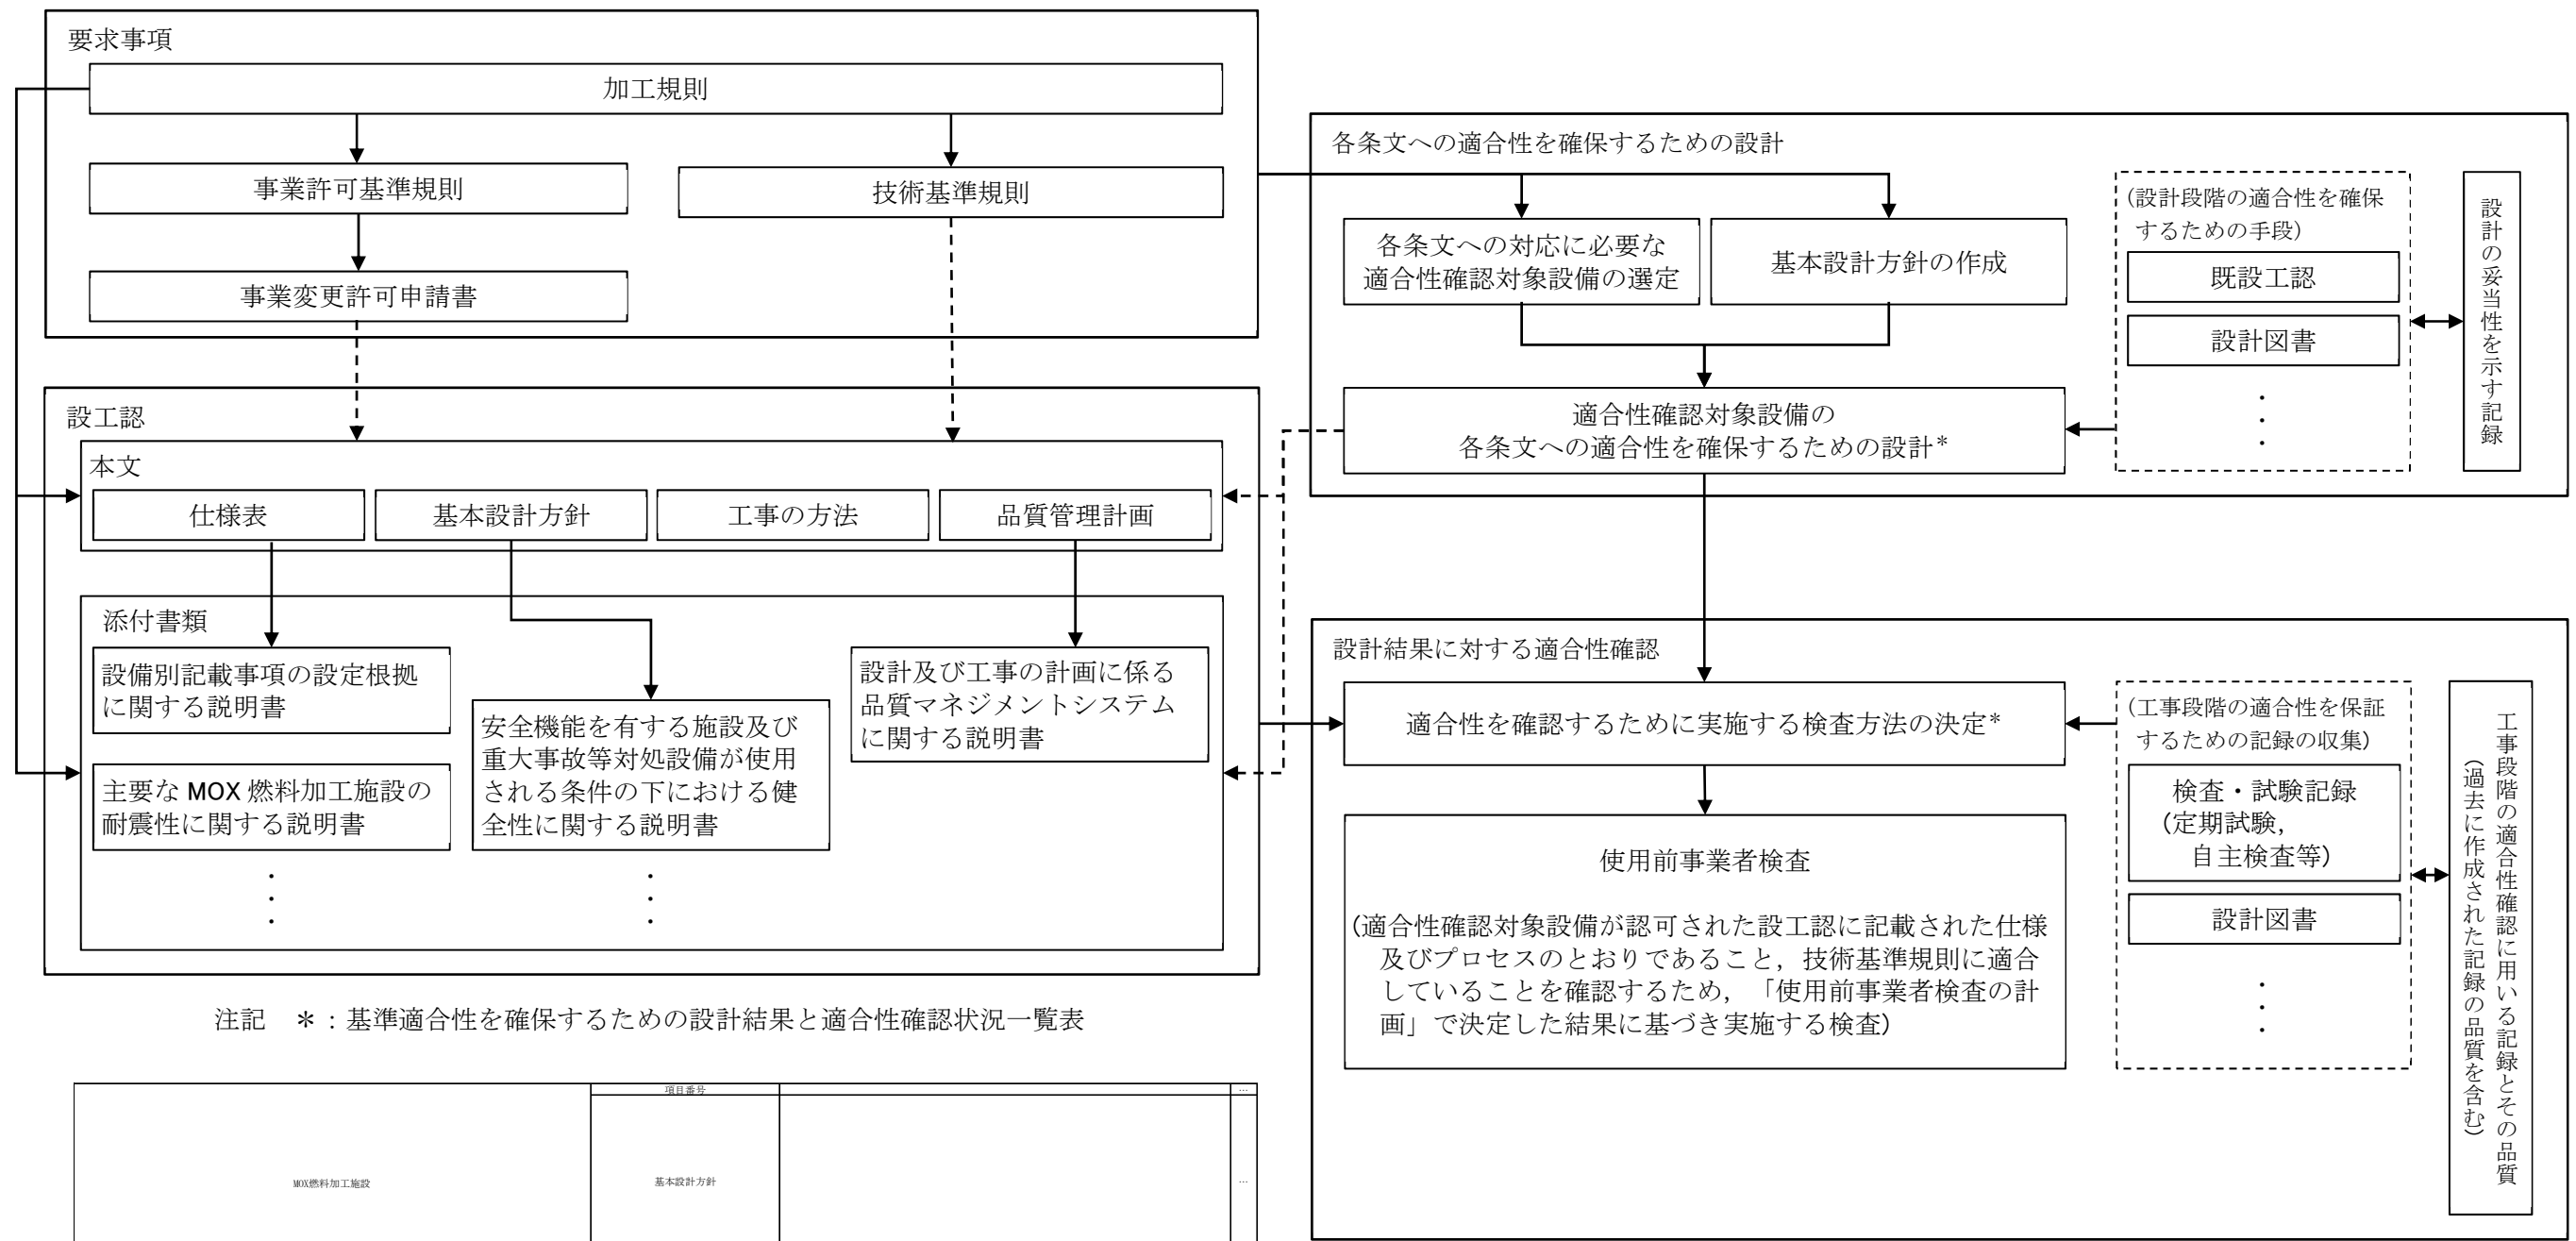 要求事項
加工規則
事業許可基準規則
技術基準規則
事業変更許可申請書
設工認
本文
仕様表
基本設計方針
工事の方法
品質管理計画
添付書類
設備別記載事項の設定根拠
に関する説明書
主要な MOX 燃料加工施設の
耐震性に関する説明書
・
・
・
安全機能を有する施設及び
重大事故等対処設備が使用
される条件の下における健
全性に関する説明書
・
・
・
設計及び工事の計画に係る
品質マネジメントシステム
に関する説明書
各条文への適合性を確保するための設計
各条文への対応に必要な
適合性確認対象設備の選定
基本設計方針の作成
適合性確認対象設備の
各条文への適合性を確保するための設計*
(設計段階の適合性を確保
するための手段)
既設工認
設計図書
・
・
・
設計の妥当性を示す記録
設計結果に対する適合性確認
適合性を確認するために実施する検査方法の決定*
使用前事業者検査
(適合性確認対象設備が認可された設工認に記載された仕様
及びプロセスのとおりであること，技術基準規則に適合
していることを確認するため，「使用前事業者検査の計
画」で決定した結果に基づき実施する検査)
(工事段階の適合性を保証
するための記録の収集)
検査・試験記録
(定期試験，
自主検査等)
設計図書
・
・
・
工事段階の適合性確認に用いる記録とその品質
(過去に作成された記録の品質を含む)
注記　＊：基準適合性を確保するための設計結果と適合性確認状況一覧表
項目番号
…
MOX燃料加工施設
基本設計方針
…